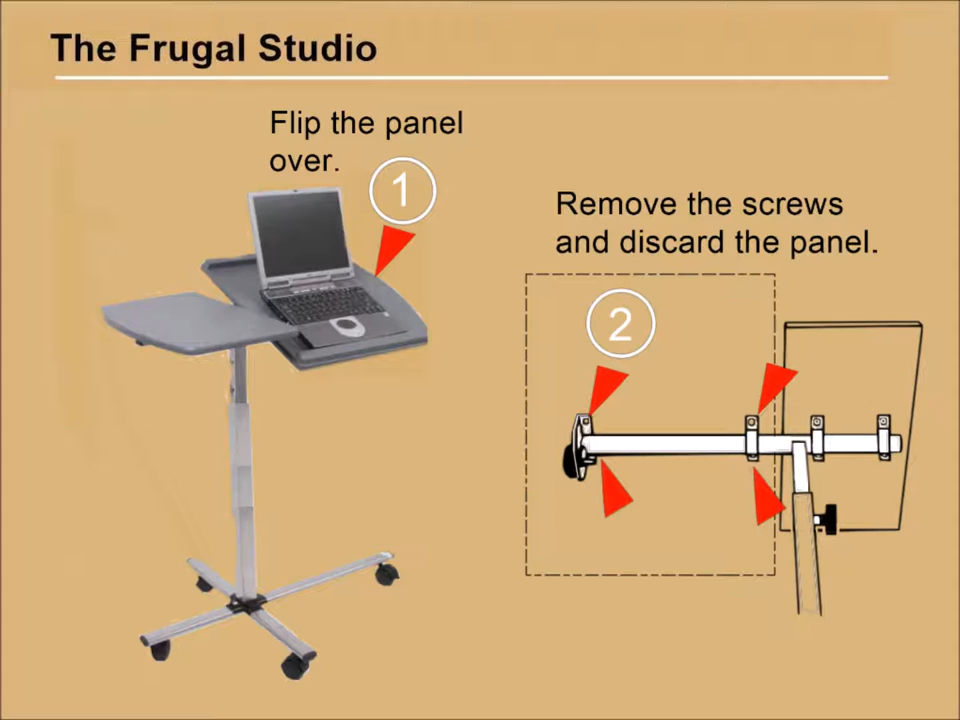 The Frugal Studio
Flip the panel
over.
1
Remove the screws
and discard the panel.
2